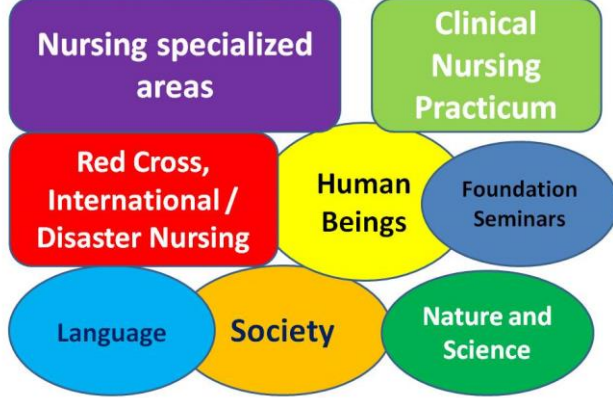 Nursing specialized
areas
Clinical
Nursing
Practicum
Red Cross,
International /
Disaster Nursing
Human
Beings
Foundation
Seminars
Language
Society
Nature and
Science